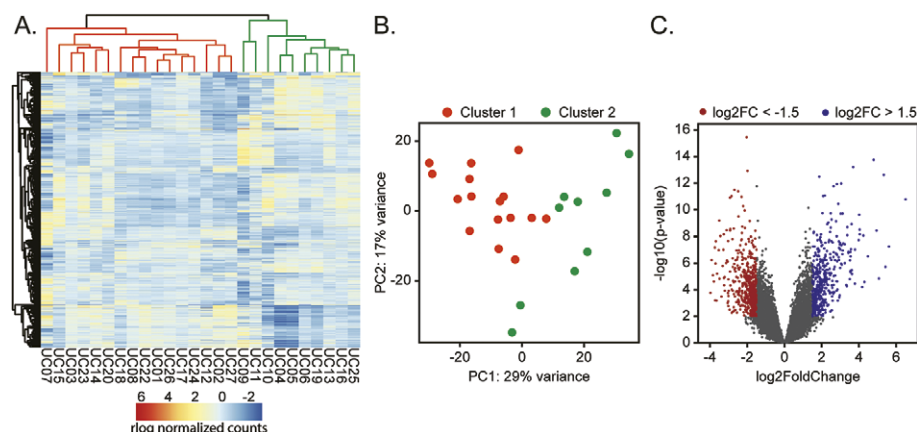 A.
B.
C.
UC07 UC15 UC03 UC23 UC14 UC20 UC18 UC08 UC22 UC01 UC26 UC17 UC24 UC12 UC02 UC27 UC09 UC11 UC10 UC04 UC05 UC06 UC19 UC13 UC16 UC25
6 4 2 0 -2
rlog normalized counts
Cluster 1 Cluster 2
20
0
-20
PC2: 17% variance
-20 0 20
PC1: 29% variance
log2FC < -1.5 log2FC > 1.5
16
14
12
10
8
6
4
2
0
-log10(p-value)
-4 -2 0 2 4 6
log2FoldChange